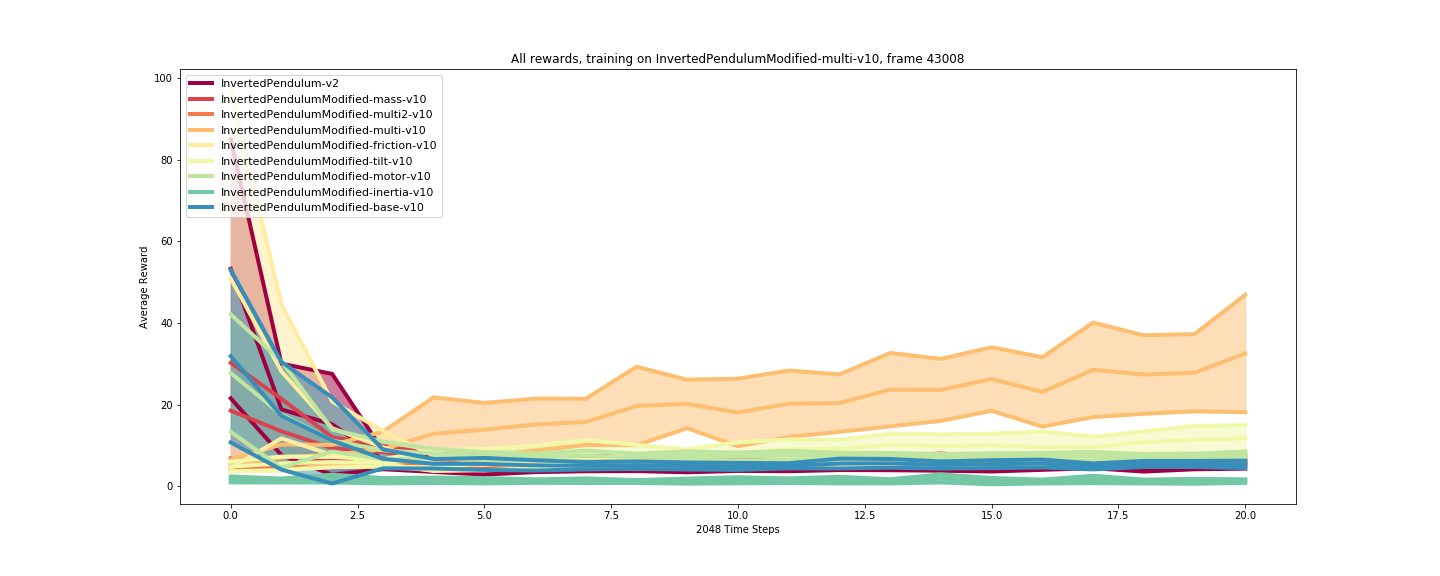 All rewards, training on InvertedPendulumModified-multi-v10, frame 43008
InvertedPendulum-v2
InvertedPendulumModified-mass-v10
InvertedPendulumModified-multi2-v10
InvertedPendulumModified-multi-v10
InvertedPendulumModified-friction-v10
InvertedPendulumModified-tilt-v10
InvertedPendulumModified-motor-v10
InvertedPendulumModified-inertia-v10
InvertedPendulumModified-base-v10
100
80
60
40
20
0
Average Reward
0.0 2.5 5.0 7.5 10.0 12.5 15.0 17.5 20.0
2048 Time Steps